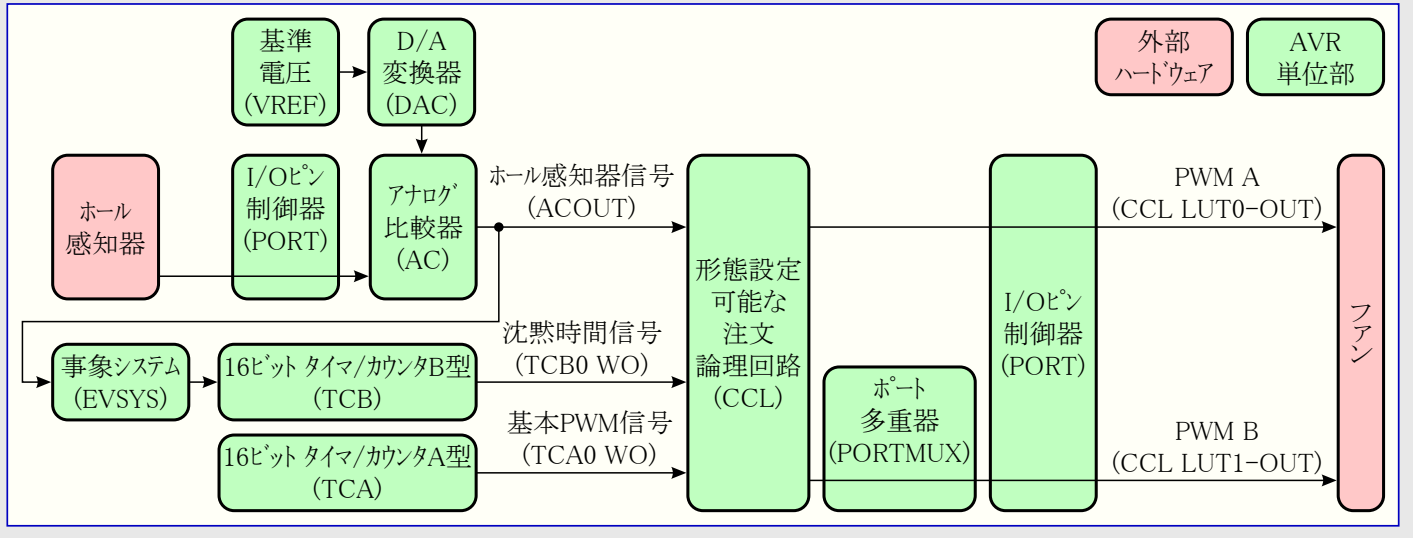 基準
電圧
(VREF)
D/A
変換器
(DAC)
外部
ハードウェア
AVR
単位部
ホール
感知器
I/Oピン
制御器
(PORT)
アナログ
比較器
(AC)
ホール感知器信号
(ACOUT)
形態設定
可能な
注文
論理回路
(CCL)
I/Oピン
制御器
(PORT)
PWM A
(CCL LUT0-OUT)
ファン
事象システム
(EVSYS)
16ビット タイマ/カウンタB型
(TCB)
沈黙時間信号
(TCB0 WO)
16ビット タイマ/カウンタA型
(TCA)
基本PWM信号
(TCA0 WO)
ポート
多重器
(PORTMUX)
PWM B
(CCL LUT1-OUT)